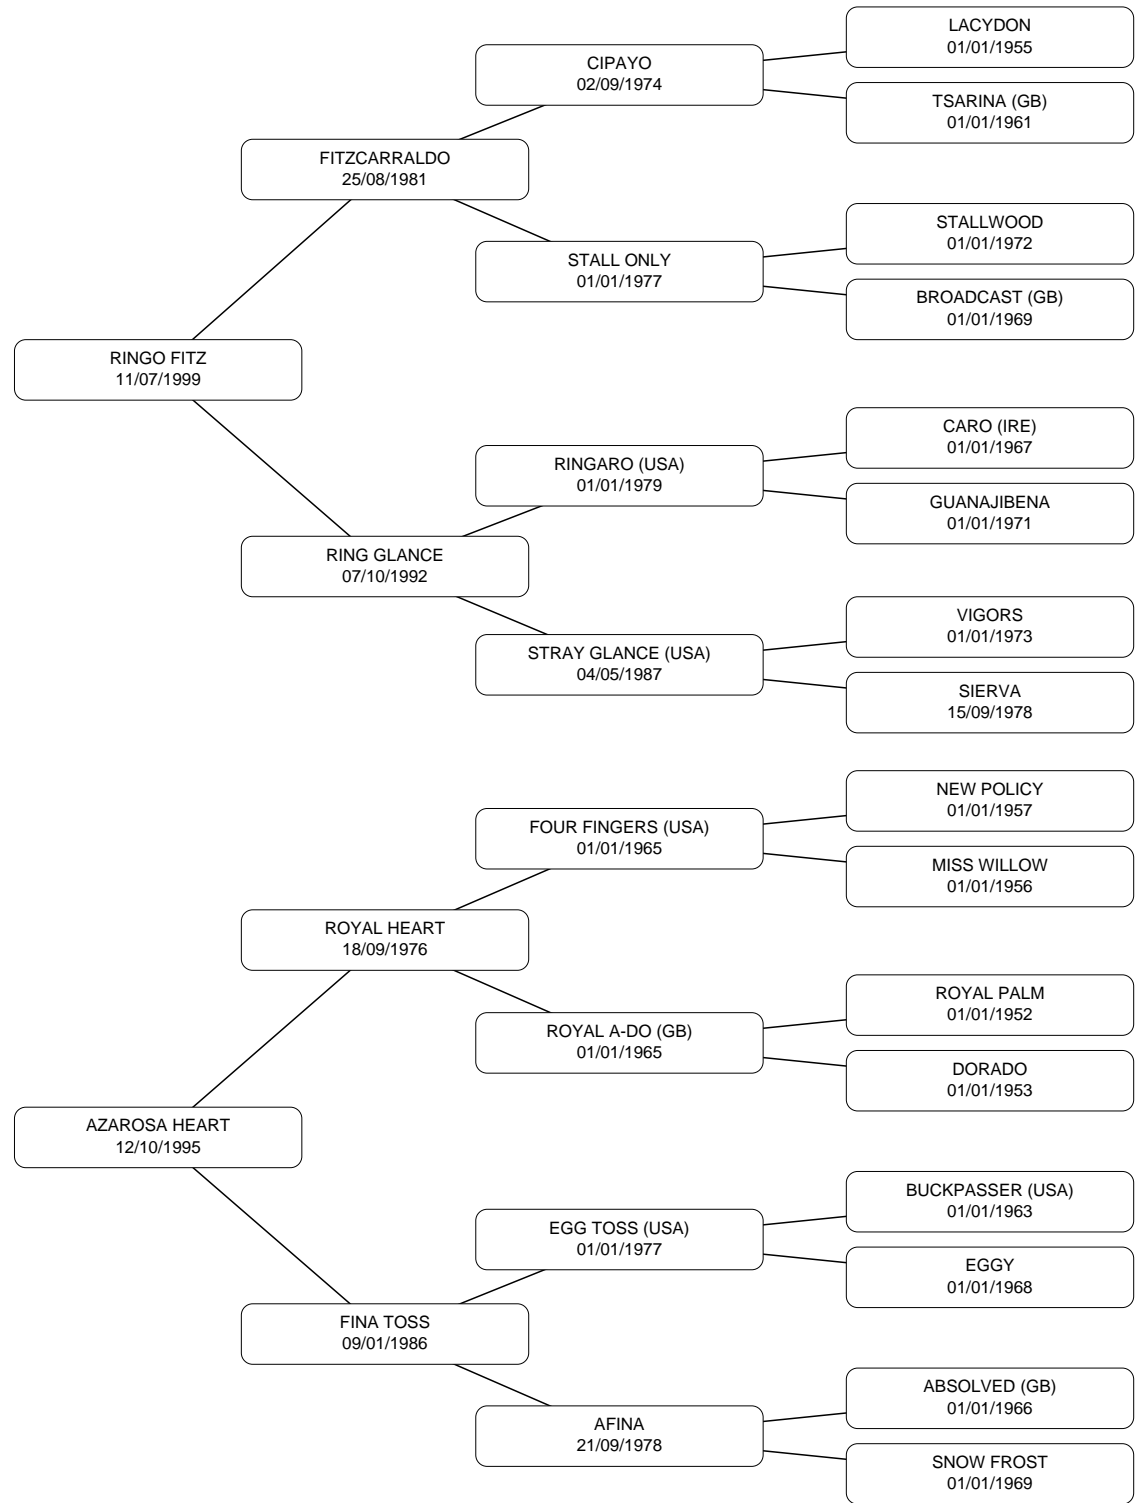 LACYDON
01/01/1955
CIPAYO
02/09/1974
TSARINA (GB)
01/01/1961
FITZCARRALDO
25/08/1981
STALLWOOD
01/01/1972
STALL ONLY
01/01/1977
BROADCAST (GB)
01/01/1969
RINGO FITZ
11/07/1999
CARO (IRE)
01/01/1967
RINGARO (USA)
01/01/1979
GUANAJIBENA
01/01/1971
RING GLANCE
07/10/1992
VIGORS
01/01/1973
STRAY GLANCE (USA)
04/05/1987
SIERVA
15/09/1978
NEW POLICY
01/01/1957
FOUR FINGERS (USA)
01/01/1965
MISS WILLOW
01/01/1956
ROYAL HEART
18/09/1976
ROYAL PALM
01/01/1952
ROYAL A-DO (GB)
01/01/1965
DORADO
01/01/1953
AZAROSA HEART
12/10/1995
BUCKPASSER (USA)
01/01/1963
EGG TOSS (USA)
01/01/1977
EGGY
01/01/1968
FINA TOSS
09/01/1986
ABSOLVED (GB)
01/01/1966
AFINA
21/09/1978
SNOW FROST
01/01/1969